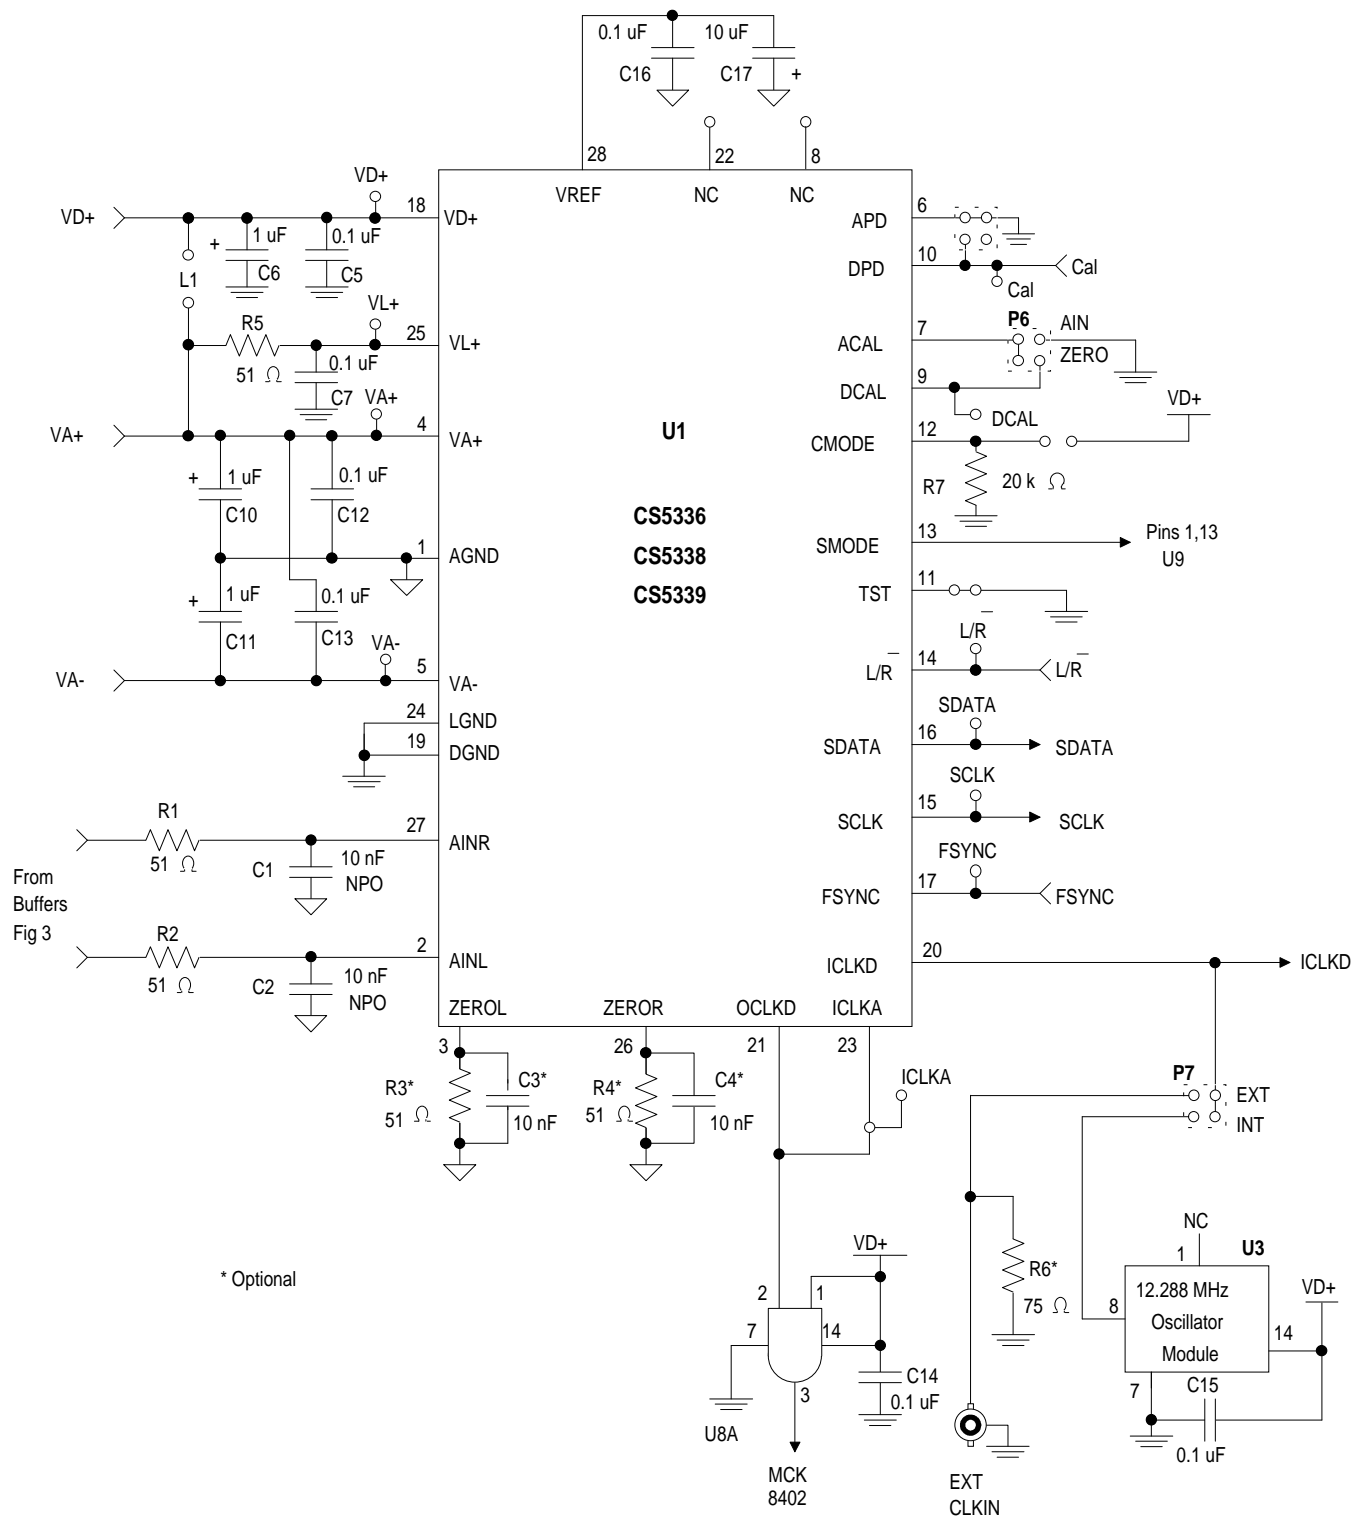 0.1 uF
10 uF
C16
C17
+
28
22
8
VREF
NC
NC
VD+
VD+
18
VD+
+
1 uF
0.1 uF
C6
C5
L1
VL+
R5
25
VL+
51 Ω
0.1 uF
C7
VA+
VA+
4
VA+
+
1 uF
0.1 uF
C10
C12
1
AGND
+
1 uF
0.1 uF
C11
C13
VA-
VA-
5
VA-
24
LGND
19
DGND
R1
27
AINR
51 Ω
C1
10 nF
NPO
From
Buffers
Fig 3
R2
2
AINL
51 Ω
C2
10 nF
NPO
U1
CS5336
CS5338
CS5339
APD
6
DPD
10
Cal
Cal
ACAL
7
P6
AIN
ZERO
DCAL
9
DCAL
VD+
CMODE
12
R7
20 k Ω
SMODE
13
Pins 1,13
U9
TST
11
L/R̅
L/R̅
14
L/R̅
SDATA
SDATA
16
SDATA
SCLK
SCLK
15
SCLK
FSYNC
FSYNC
17
FSYNC
ICLKD
20
ICLKD
ZEROL
ZEROR
OCLKD
ICLKA
3
26
21
23
R3*
C3*
51 Ω
10 nF
R4*
C4*
51 Ω
10 nF
ICLKA
P7
EXT
INT
* Optional
VD+
2
1
7
14
3
C14
0.1 uF
U8A
MCK
8402
R6*
75 Ω
EXT
CLKIN
NC
1
U3
12.288 MHz
Oscillator
Module
8
14
7
VD+
C15
0.1 uF